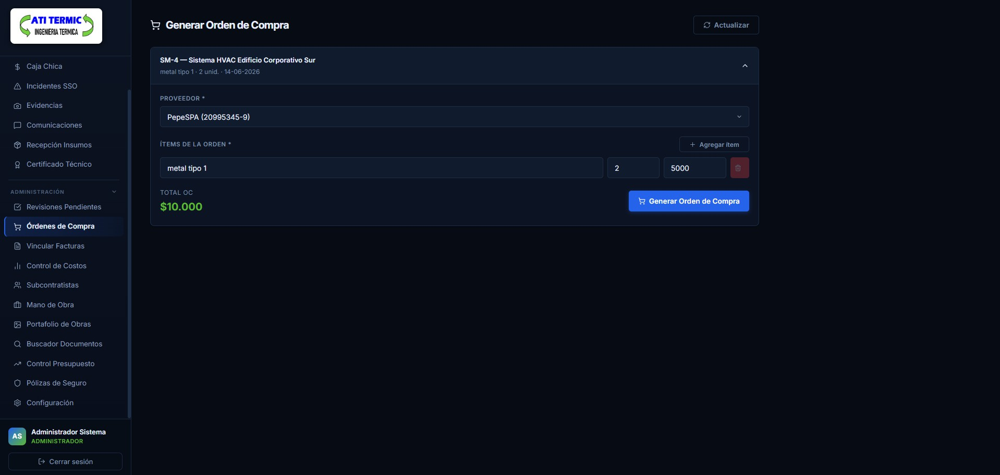 ATI TERMIC
INGENIERIA TERMICA
Caja Chica
Incidentes SSO
Evidencias
Comunicaciones
Recepción Insumos
Certificado Técnico
ADMINISTRACIÓN
Revisiones Pendientes
Órdenes de Compra
Vincular Facturas
Control de Costos
Subcontratistas
Mano de Obra
Portafolio de Obras
Buscador Documentos
Control Presupuesto
Pólizas de Seguro
Configuración
AS
Administrador Sistema
ADMINISTRADOR
Cerrar sesión
Generar Orden de Compra
Actualizar
SM-4 — Sistema HVAC Edificio Corporativo Sur
metal tipo 1 · 2 unid. · 14-06-2026
PROVEEDOR *
PepeSPA (20995345-9)
ÍTEMS DE LA ORDEN *
Agregar ítem
metal tipo 1
2
5000
TOTAL OC
$10.000
Generar Orden de Compra